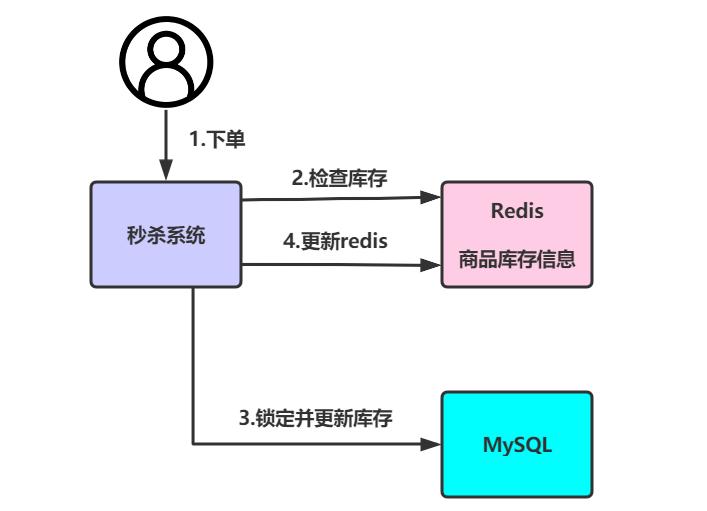 1.下单
2.检查库存
秒杀系统
Redis
商品库存信息
4.更新redis
3.锁定并更新库存
MySQL